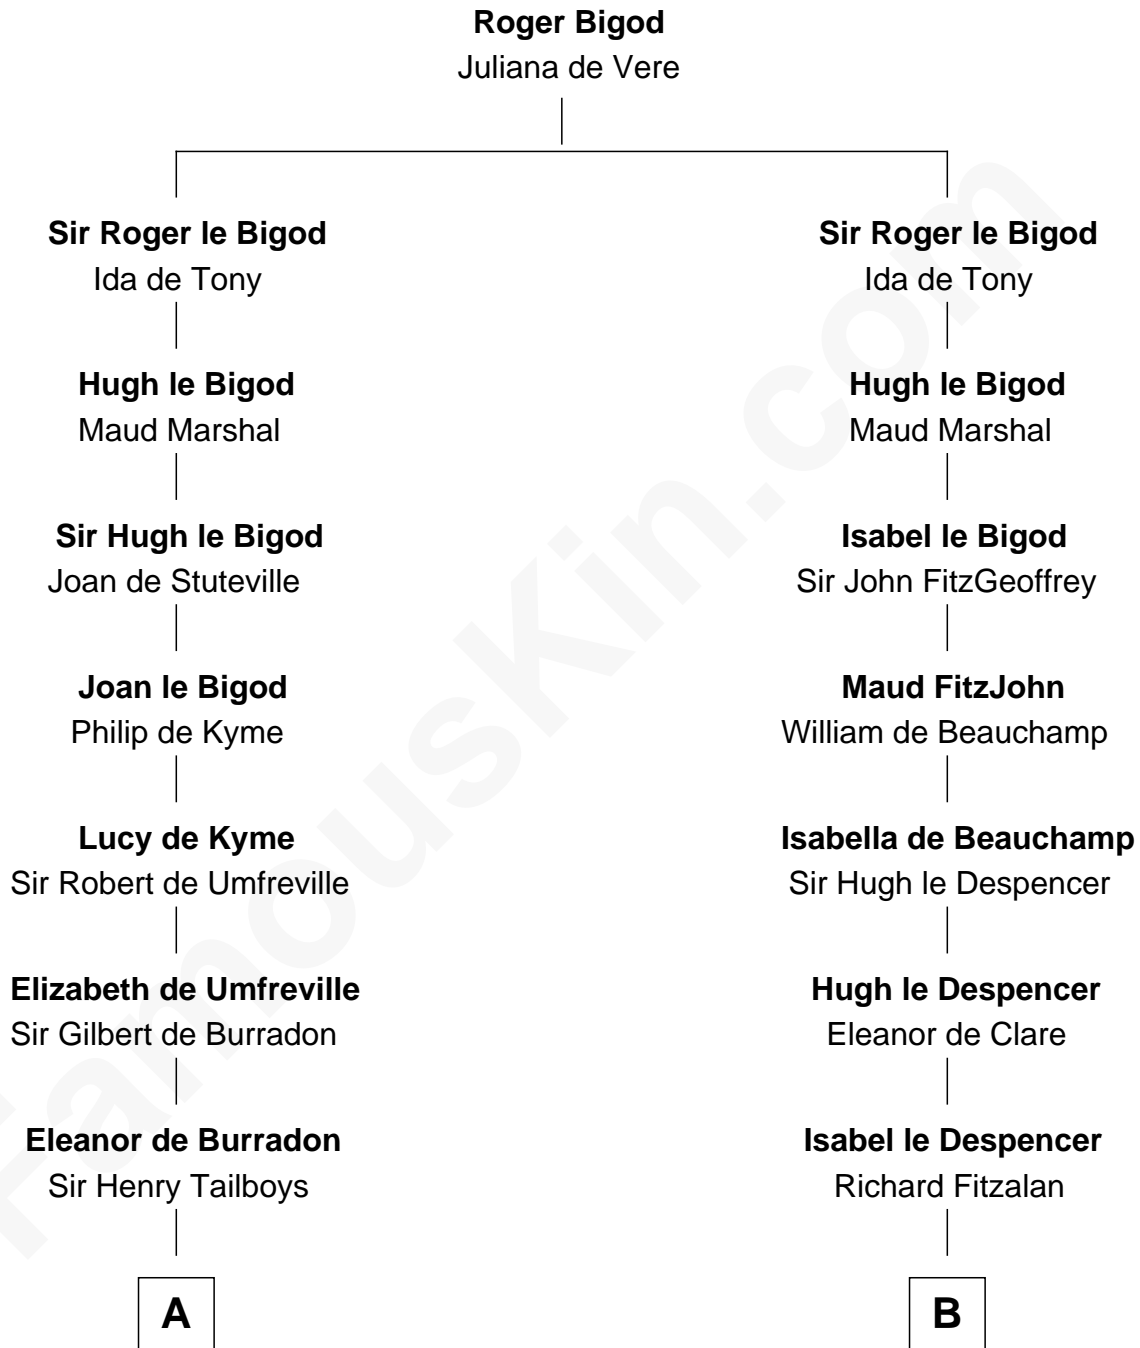 Roger Bigod
Juliana de Vere
Sir Roger le Bigod
Ida de Tony
Hugh le Bigod
Maud Marshal
Sir Hugh le Bigod
Joan de Stuteville
Joan le Bigod
Philip de Kyme
Lucy de Kyme
Sir Robert de Umfreville
Elizabeth de Umfreville
Sir Gilbert de Burradon
Eleanor de Burradon
Sir Henry Tailboys
A
Sir Roger le Bigod
Ida de Tony
Hugh le Bigod
Maud Marshal
Isabel le Bigod
Sir John FitzGeoffrey
Maud FitzJohn
William de Beauchamp
Isabella de Beauchamp
Sir Hugh le Despencer
Hugh le Despencer
Eleanor de Clare
Isabel le Despencer
Richard Fitzalan
B
FamousKin.com